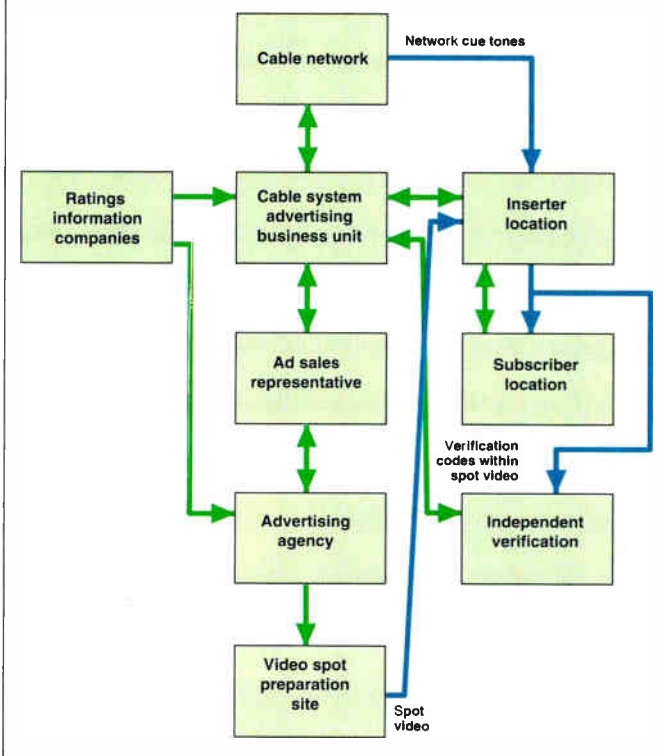 Network cue tones
Cable network
Ratings
information
companies
Cable system
advertising
business unit
Inserter
location
Ad sales
representative
Subscriber
location
Verification
codes within
spot video
Advertising
agency
Independent
verification
Video spot
preparation
site
Spot
video